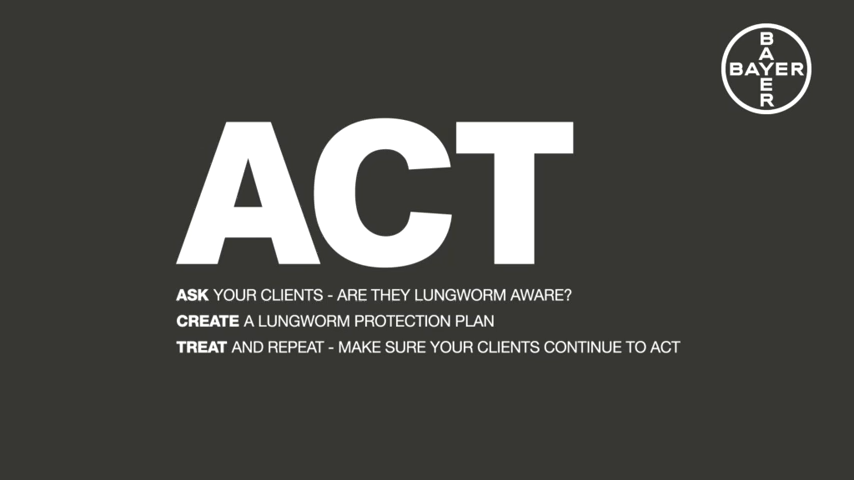 BAYER
BAYER
ACT
ASK YOUR CLIENTS - ARE THEY LUNGWORM AWARE?
CREATE A LUNGWORM PROTECTION PLAN
TREAT AND REPEAT - MAKE SURE YOUR CLIENTS CONTINUE TO ACT